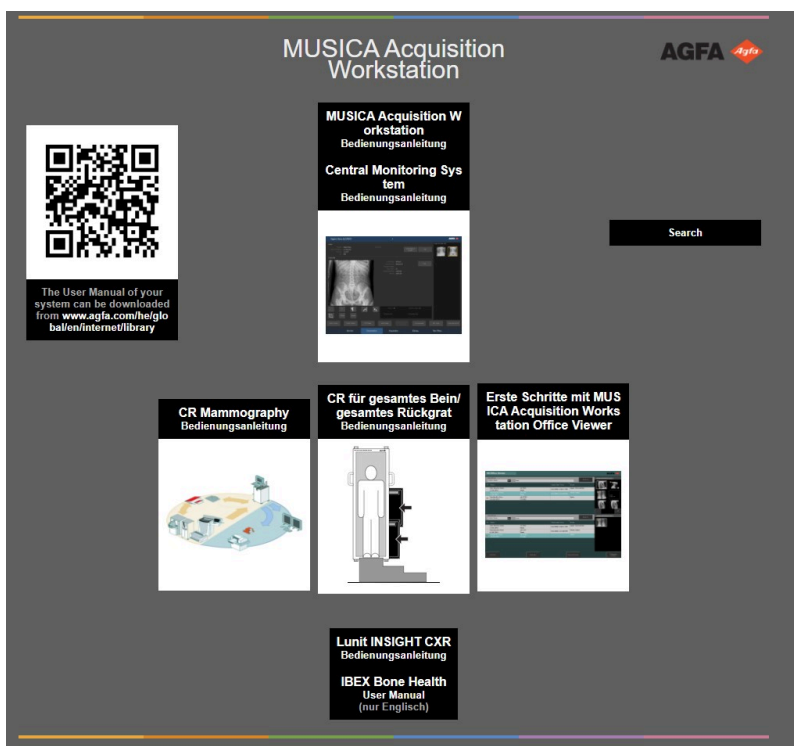 MUSICA Acquisition
Workstation
AGFA
Agfa
MUSICA Acquisition W
orkstation
Bedienungsanleitung
Central Monitoring Sys
tem
Bedienungsanleitung
Search
The User Manual of your
system can be downloaded
from www.agfa.com/he/glo
bal/en/internet/library
CR Mammography
Bedienungsanleitung
CR für gesamtes Bein/
gesamtes Rückgrat
Bedienungsanleitung
Erste Schritte mit MUS
ICA Acquisition Works
tation Office Viewer
Lunit INSIGHT CXR
Bedienungsanleitung
IBEX Bone Health
User Manual
(nur Englisch)